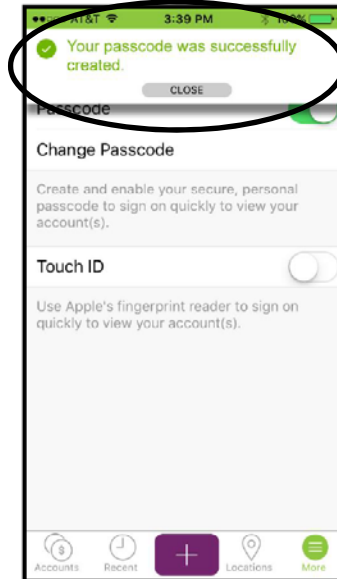 AT&T 3:39 PM 100%
Your passcode was successfully
created.
CLOSE
Passcode
Change Passcode
Create and enable your secure, personal
passcode to sign on quickly to view your
account(s).
Touch ID
Use Apple's fingerprint reader to sign on
quickly to view your account(s).
Accounts Recent Locations More